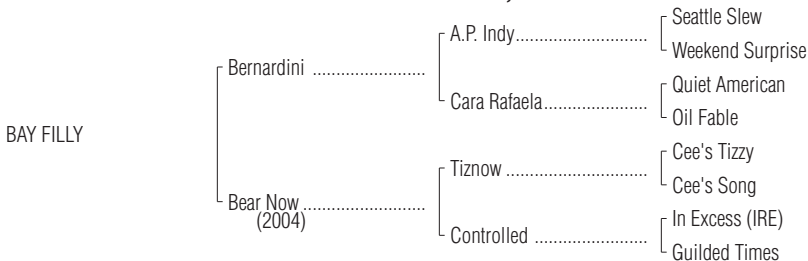 Seattle Slew
A.P. Indy..............................
Weekend Surprise
Bernardini .........................
Quiet American
Cara Rafaela........................
Oil Fable
BAY FILLY
Cee's Tizzy
Tiznow ................................
Cee's Song
Bear Now ...........................
(2004)
In Excess (IRE)
Controlled ..........................
Guilded Times